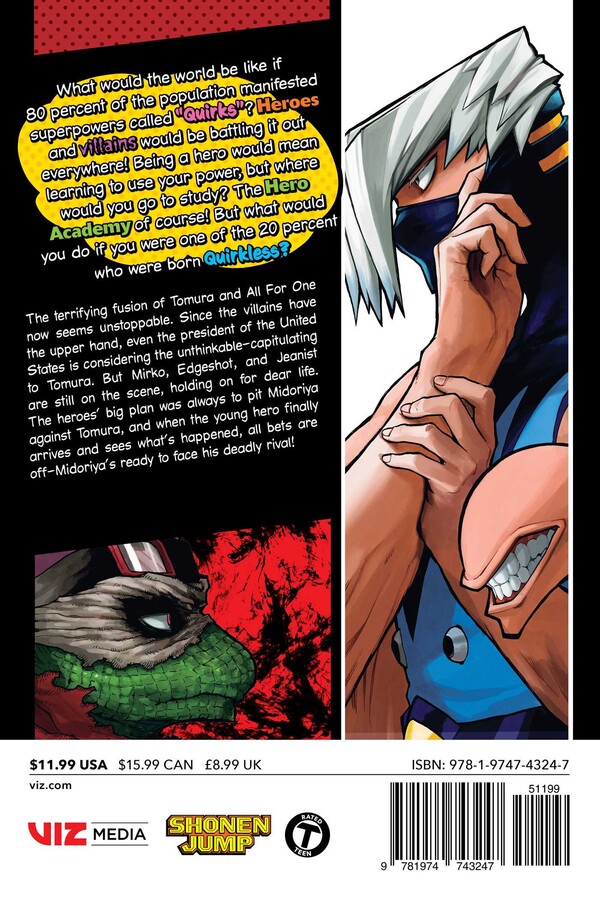 What would the world be like if
80 percent of the population manifested
superpowers called "Quirks"? Heroes
and villains would be battling it out
everywhere! Being a hero would mean
learning to use your power, but where
would you go to study? The Hero
Academy of course! But what would
you do if you were one of the 20 percent
who were born Quirkless?
The terrifying fusion of Tomura and All For One
now seems unstoppable. Since the villains have
the upper hand, even the president of the United
States is considering the unthinkable–capitulating
to Tomura. But Mirko, Edgeshot, and Jeanist
are still on the scene, holding on for dear life.
The heroes' big plan was always to pit Midoriya
against Tomura, and when the young hero finally
arrives and sees what's happened, all bets are
off–Midoriya's ready to face his deadly rival!
$11.99 USA $15.99 CAN £8.99 UK
ISBN: 978-1-9747-4324-7
viz.com
51199
VIZ MEDIA
SHONEN
JUMP
RATED
T
TEEN
9 781974 743247